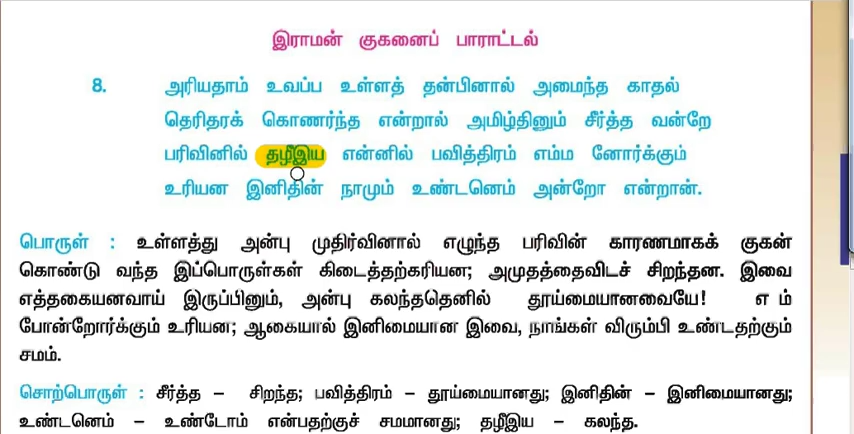 இராமன் குகனைப் பாராட்டல்
8. அரியதாம் உவப்ப உள்ளத் தன்பினால் அமைந்த காதல்
தெரிதரக் கொணர்ந்த என்றால் அமிழ்தினும் சீர்த்த வன்றே
பரிவினில் தழீஇய என்னில் பவித்திரம் எம்ம னோர்க்கும்
உரியன இனிதின் நாமும் உண்டனெம் அன்றோ என்றான்.
பொருள் : உள்ளத்து அன்பு முதிர்வினால் எழுந்த பரிவின் காரணமாகக் குகன்
கொண்டு வந்த இப்பொருள்கள் கிடைத்தற்கரியன; அமுதத்தைவிடச் சிறந்தன. இவை
எத்தகையனவாய் இருப்பினும், அன்பு கலந்ததெனில் தூய்மையானவையே! எ ம்
போன்றோர்க்கும் உரியன; ஆகையால் இனிமையான இவை, நாங்கள் விரும்பி உண்டதற்கும்
சமம்.
சொற்பொருள் : சீர்த்த – சிறந்த; பவித்திரம் – தூய்மையானது; இனிதின் – இனிமையானது;
உண்டனெம் – உண்டோம் என்பதற்குச் சமமானது; தழீஇய – கலந்த.